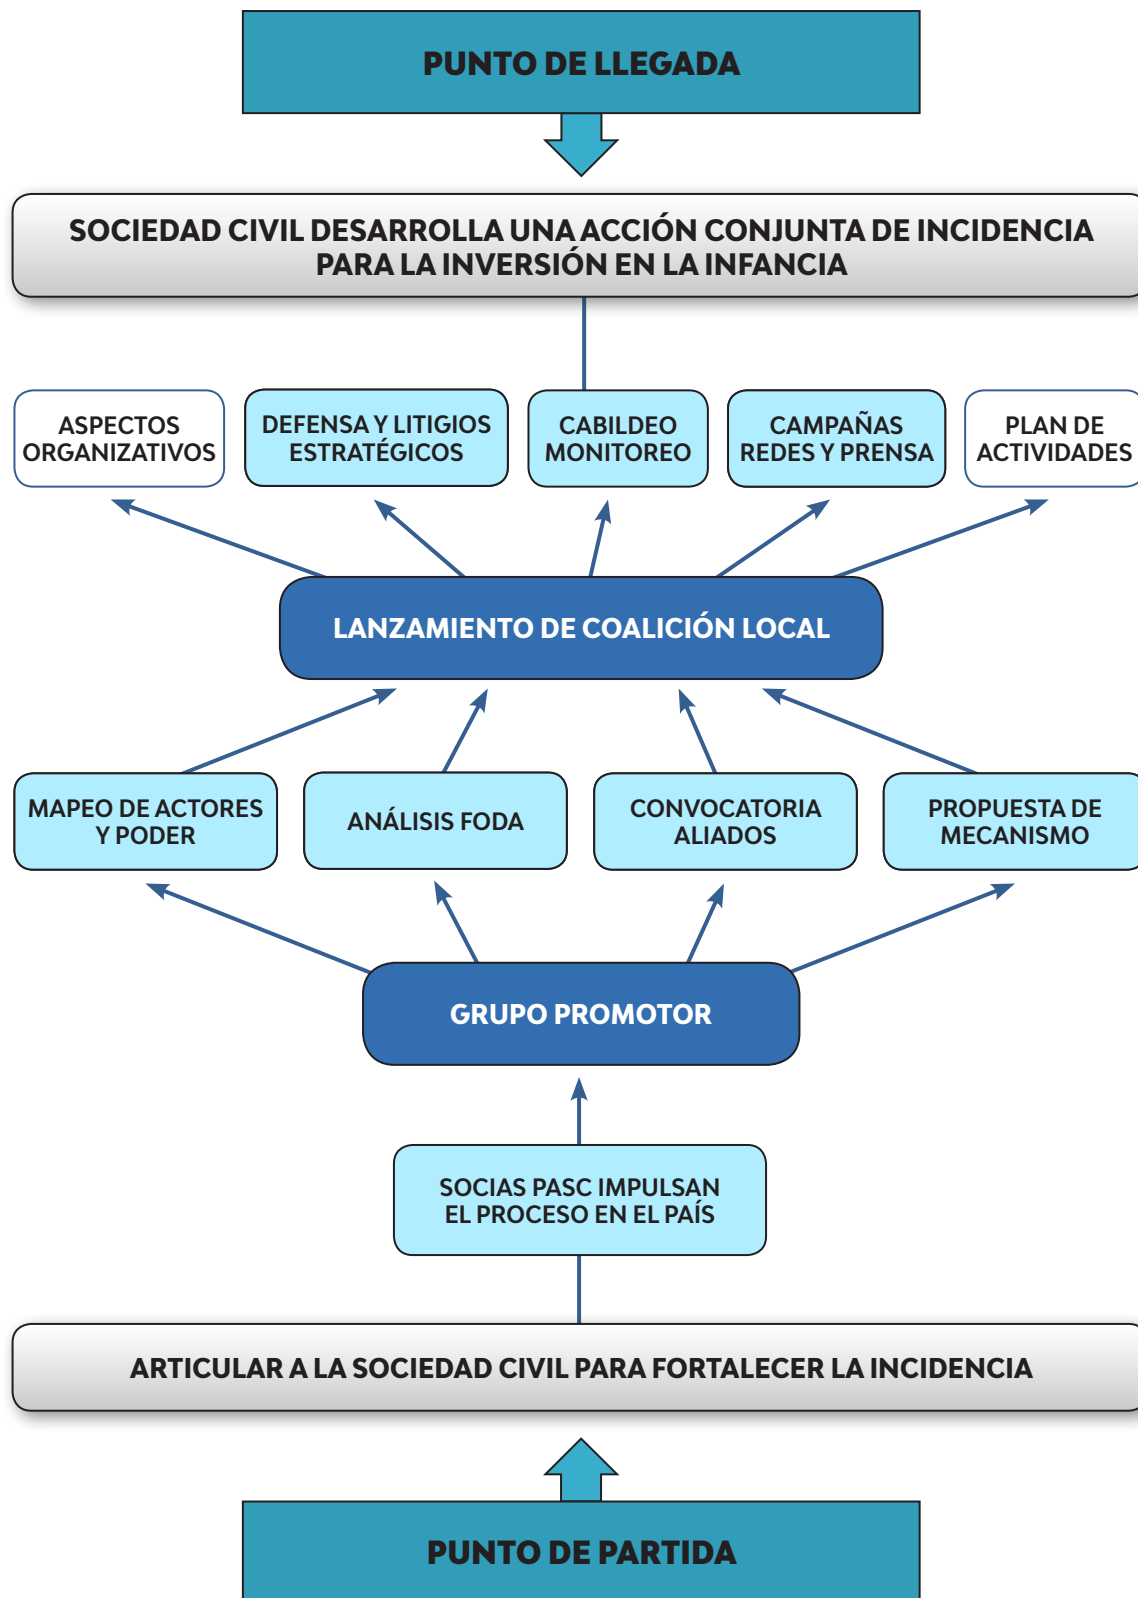 PUNTO DE LLEGADA
SOCIEDAD CIVIL DESARROLLA UNA ACCIÓN CONJUNTA DE INCIDENCIA
PARA LA INVERSIÓN EN LA INFANCIA
ASPECTOS
ORGANIZATIVOS
DEFENSA Y LITIGIOS
ESTRATÉGICOS
CABILDEO
MONITOREO
CAMPAÑAS
REDES Y PRENSA
PLAN DE
ACTIVIDADES
LANZAMIENTO DE COALICIÓN LOCAL
MAPEO DE ACTORES
Y PODER
ANÁLISIS FODA
CONVOCATORIA
ALIADOS
PROPUESTA DE
MECANISMO
GRUPO PROMOTOR
SOCIAS PASC IMPULSAN
EL PROCESO EN EL PAÍS
ARTICULAR A LA SOCIEDAD CIVIL PARA FORTALECER LA INCIDENCIA
PUNTO DE PARTIDA